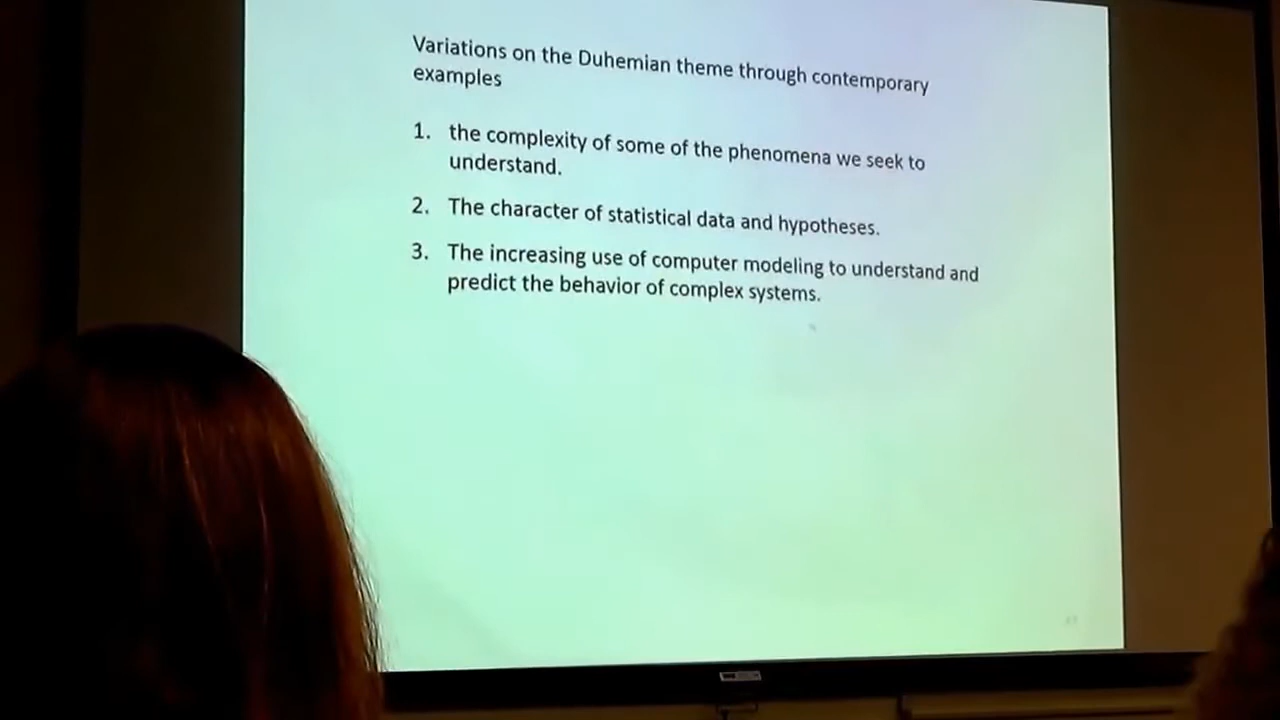 Variations on the Duhemian theme through contemporary
examples
1. the complexity of some of the phenomena we seek to
understand.
2. The character of statistical data and hypotheses.
3. The increasing use of computer modeling to understand and
predict the behavior of complex systems.